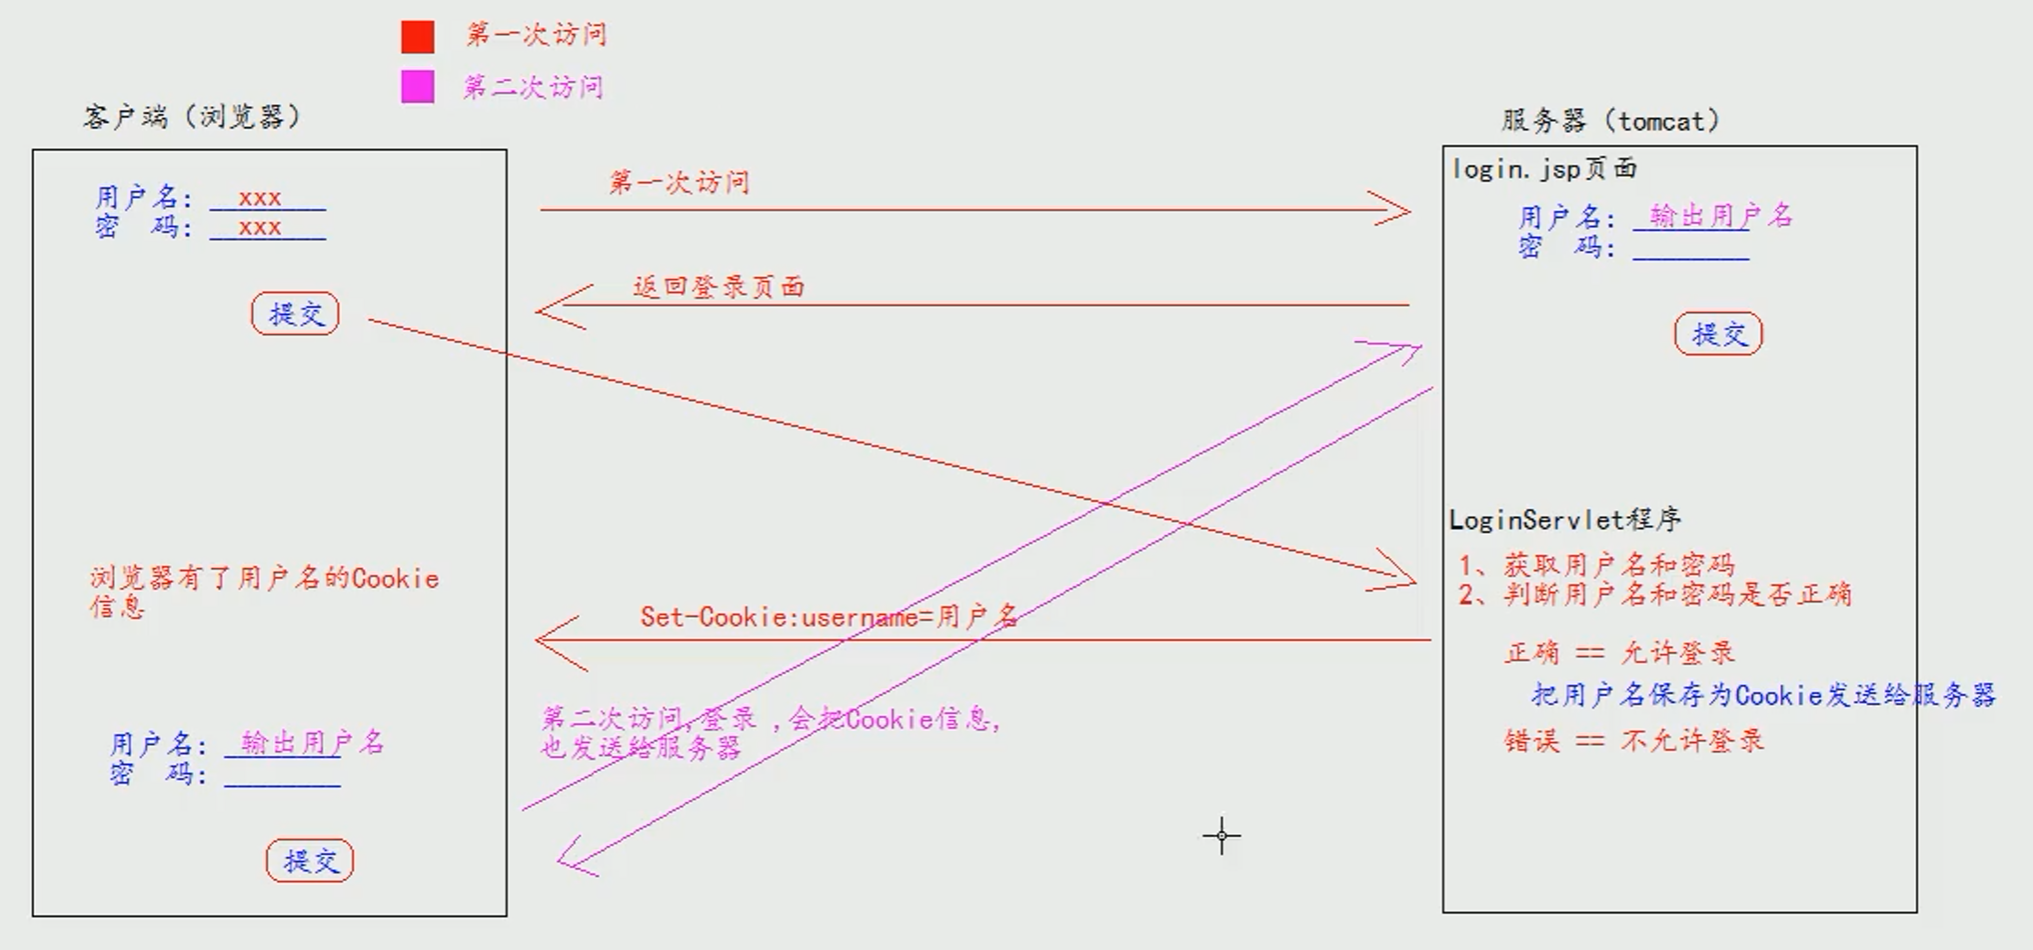 第一次访问
第二次访问
客户端（浏览器）
用户名：xxx
密 码：xxx
提交
浏览器有了用户名的Cookie
信息
用户名：输出用户名
密 码：
提交
第一次访问
返回登录页面
Set-Cookie:username=用户名
第二次访问,登录 ,会把Cookie信息,
也发送给服务器
服务器（tomcat）
login.jsp页面
用户名：输出用户名
密 码：
提交
LoginServlet程序
1、获取用户名和密码
2、判断用户名和密码是否正确
正确 == 允许登录
把用户名保存为Cookie发送给服务器
错误 == 不允许登录